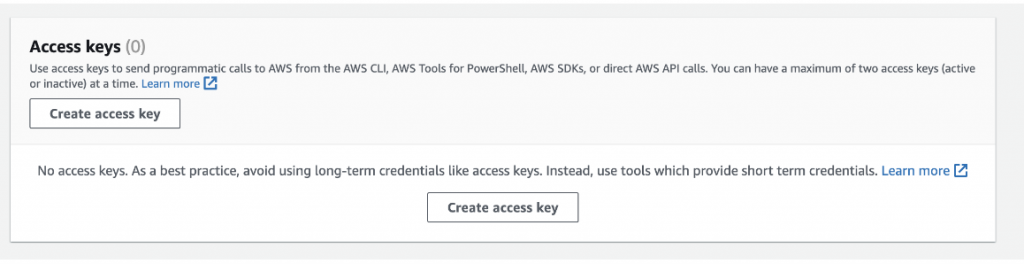 Access keys (0)
Use access keys to send programmatic calls to AWS from the AWS CLI, AWS Tools for PowerShell, AWS SDKs, or direct AWS API calls. You can have a maximum of two access keys (active
or inactive) at a time. Learn more
Create access key
No access keys. As a best practice, avoid using long-term credentials like access keys. Instead, use tools which provide short term credentials. Learn more
Create access key